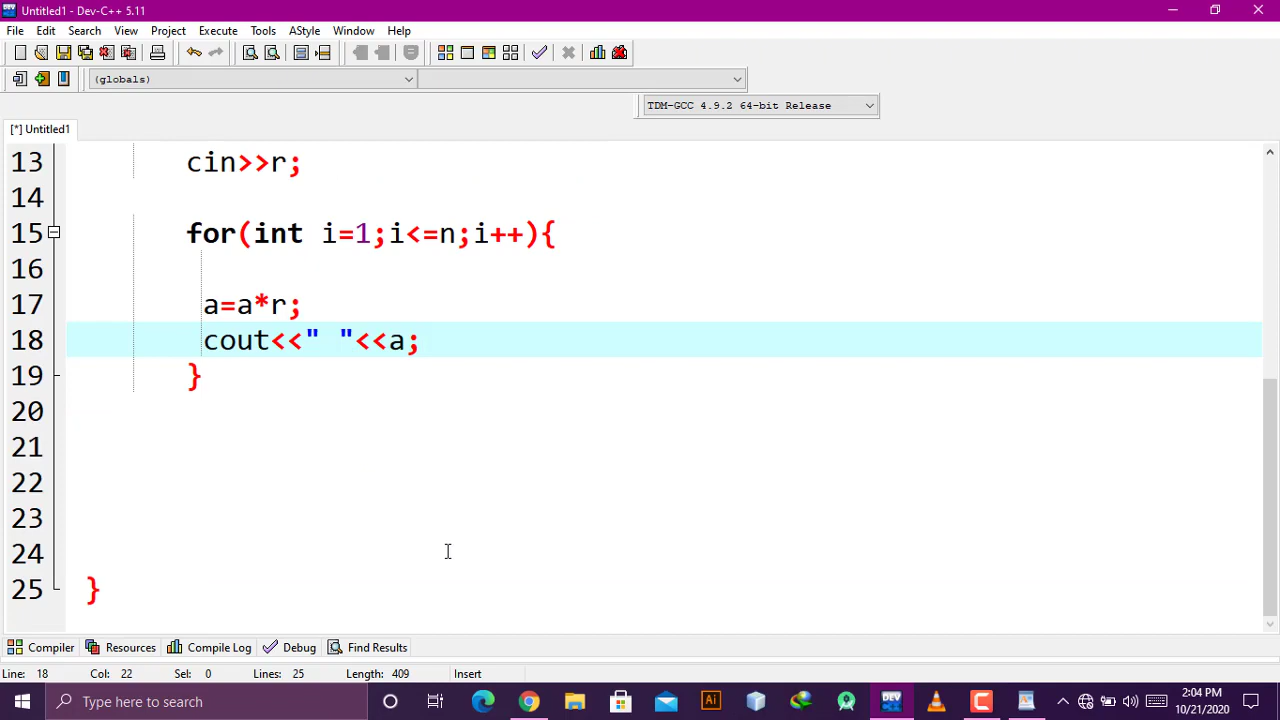 Untitled1 - Dev-C++ 5.11
File Edit Search View Project Execute Tools AStyle Window Help
(globals)
TDM-GCC 4.9.2 64-bit Release
[*] Untitled1
13 cin>>r;
14
15 for(int i=1;i<=n;i++){
16
17 a=a*r;
18 cout<<" "<<a;
19 }
20
21
22
23
24
25 }
Compiler Resources Compile Log Debug Find Results
Line: 18 Col: 22 Sel: 0 Lines: 25 Length: 409 Insert
Type here to search
Ai
DEV
2:04 PM
10/21/2020